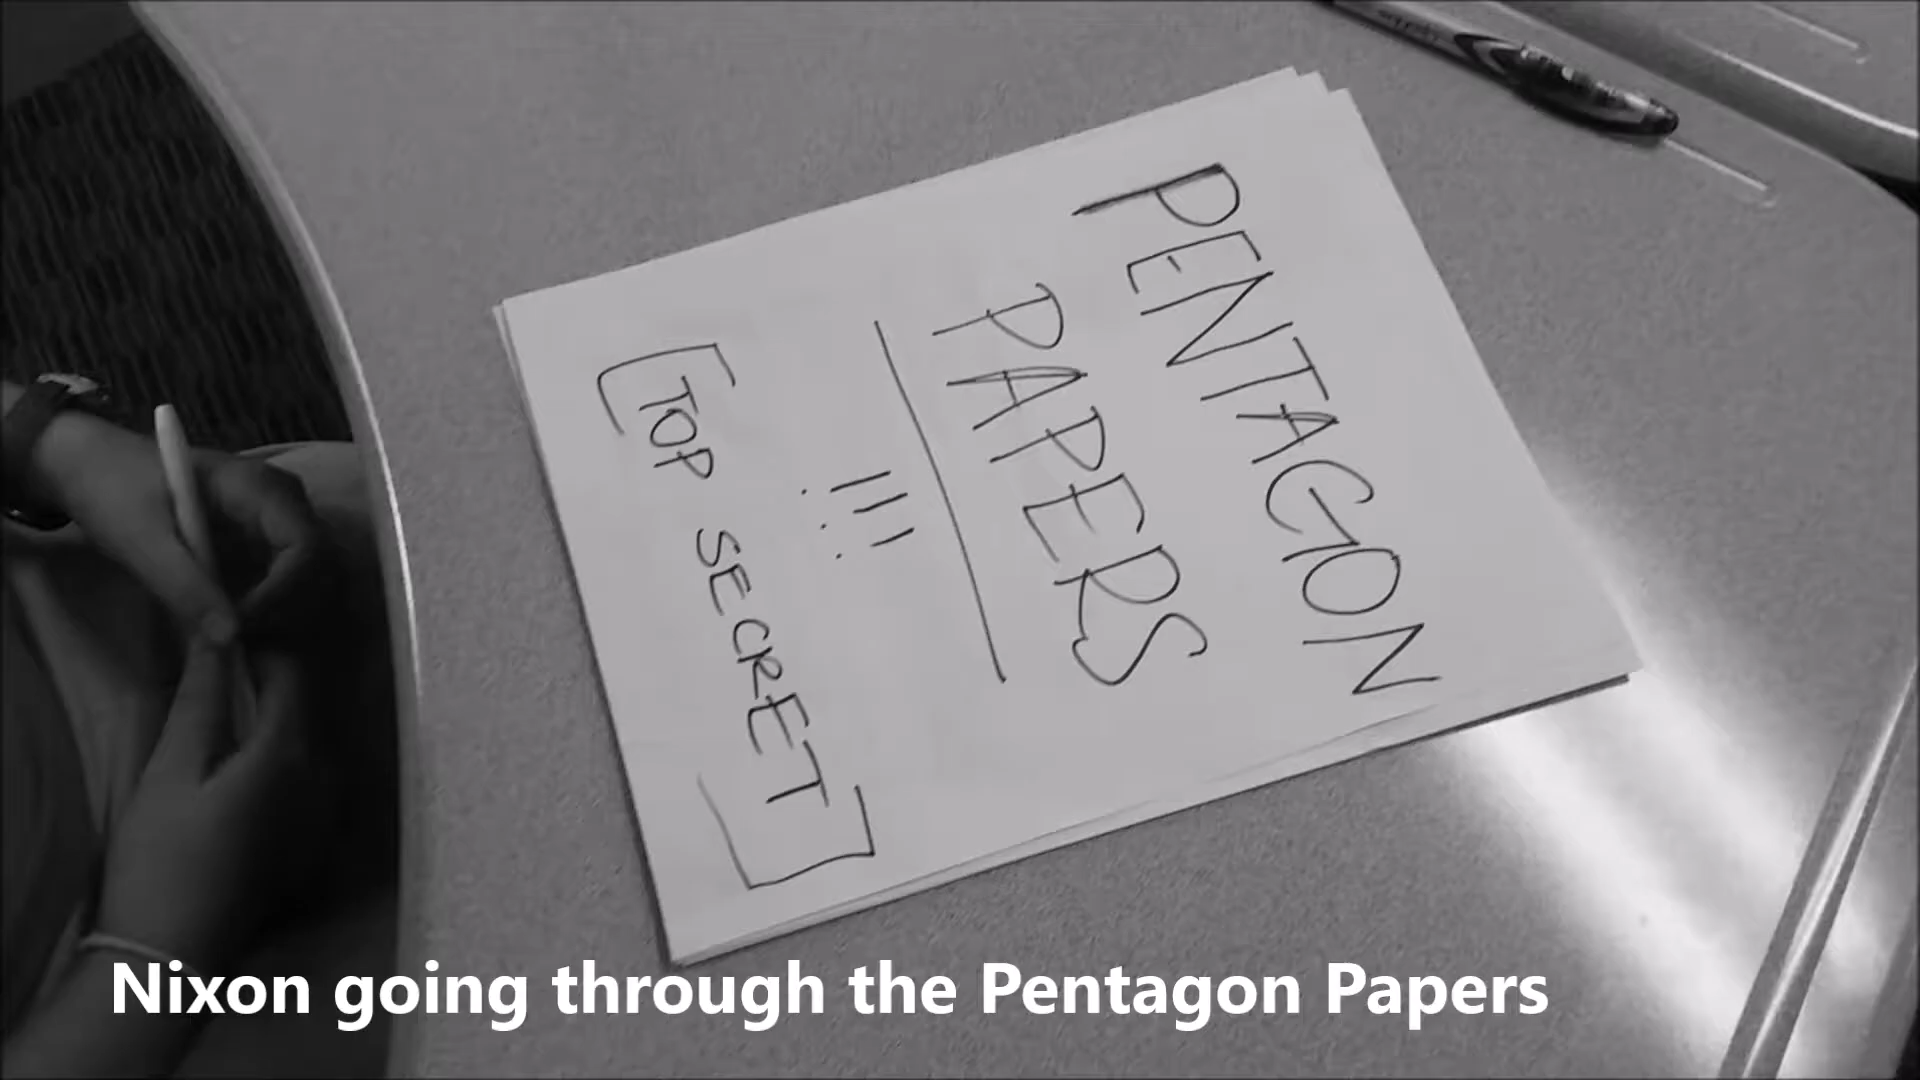 PENTAGON
PAPERS
!!!
[TOP SECRET]
Nixon going through the Pentagon Papers